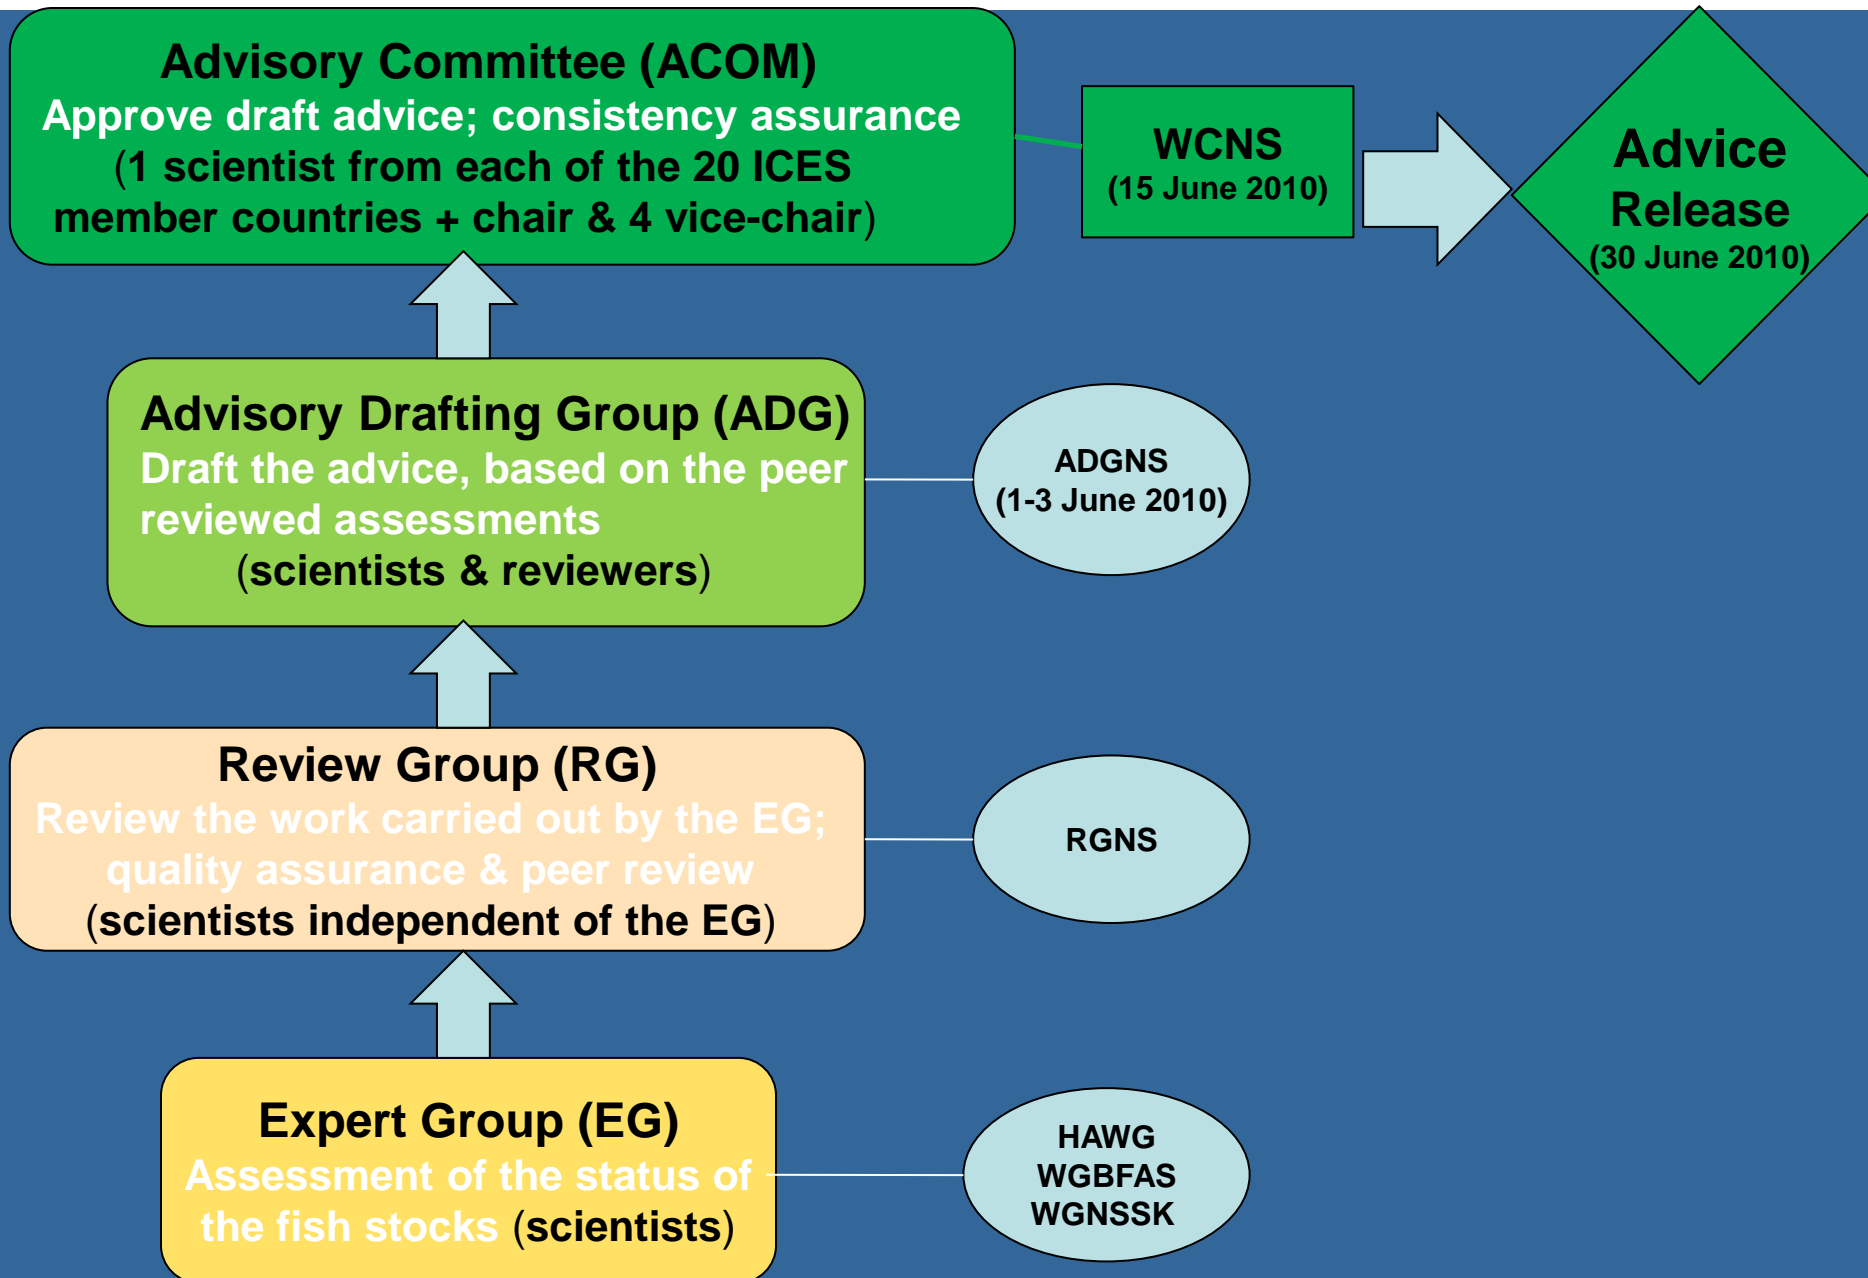 Advisory Committee (ACOM)
Approve draft advice; consistency assurance
(1 scientist from each of the 20 ICES
member countries + chair & 4 vice-chair)
WCNS
(15 June 2010)
Advice
Release
(30 June 2010)
Advisory Drafting Group (ADG)
Draft the advice, based on the peer
reviewed assessments
(scientists & reviewers)
ADGNS
(1-3 June 2010)
Review Group (RG)
Review the work carried out by the EG;
quality assurance & peer review
(scientists independent of the EG)
RGNS
Expert Group (EG)
Assessment of the status of
the fish stocks (scientists)
HAWG
WGBFAS
WGNSSK